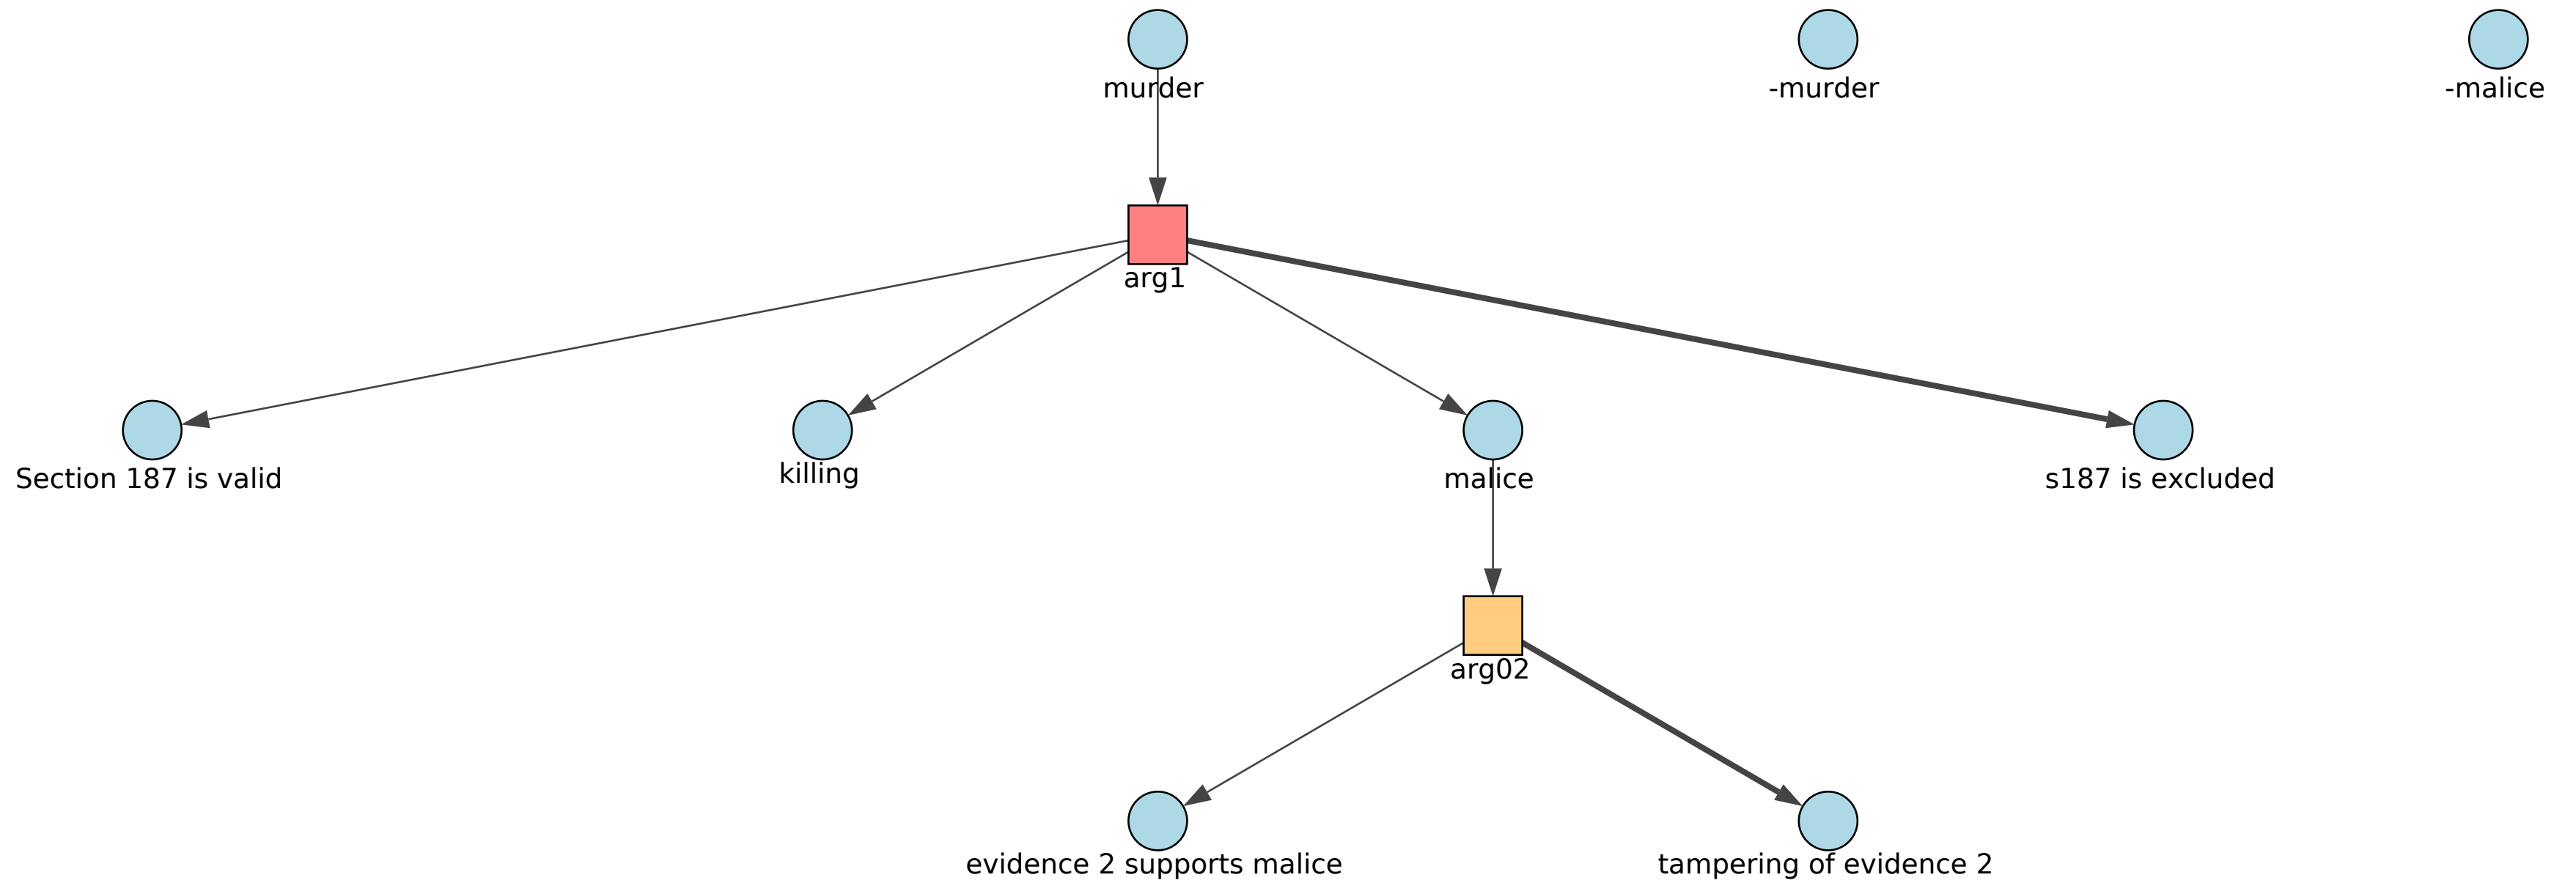 murder
-murder
-malice
arg1
Section 187 is valid
killing
malice
s187 is excluded
arg02
evidence 2 supports malice
tampering of evidence 2